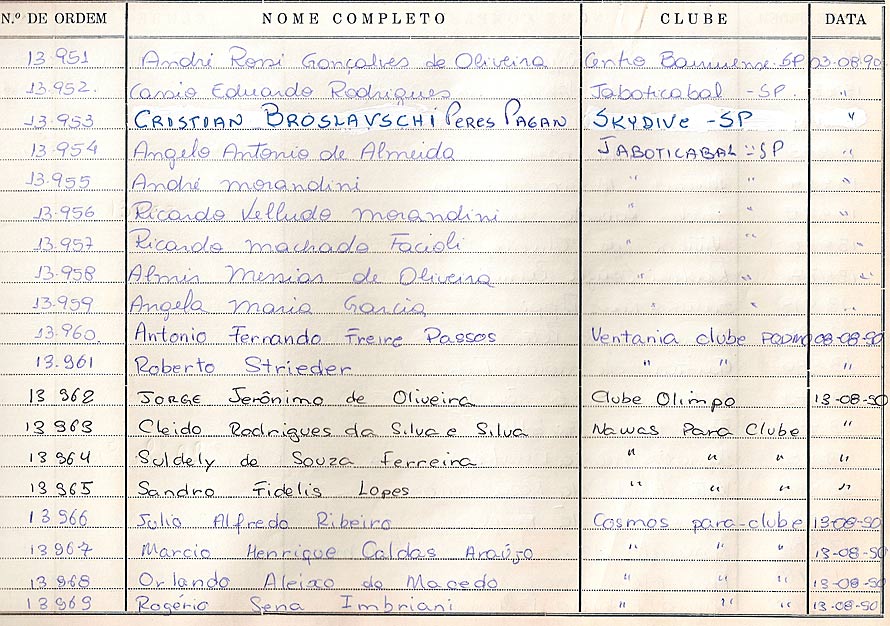 N.º DE ORDEM NOME COMPLETO CLUBE DATA
13.951 André Rossi Gonçalves de Oliveira Centro Bauruense-SP 03-08-90
13.952. Cassio Eduardo Rodrigues Jaboticabal -SP. "
13.953 CRISTIAN BROSLAVSCHI PERES PAGAN SKYDIVE -SP "
13.954 Angelo Antonio de Almeida JABOTICABAL -SP "
13.955 André morandini " " "
13.956 Ricardo Velludo morandini " " "
13.957 Ricardo machado Facioli " " "
13.958 Almir Messias de Oliveira " " "
13.959 Angela Maria Garcia " " "
13.960. Antonio Fernando Freire Passos Ventania clube 08-08-90
13.961 Roberto Strieder " " "
13 962 JORGE Jerônimo de Oliveira Clube Olimpo 13-08-90
13 963 Cleido Rodrigues da Silva e Silva Nawas Para Clube "
13 964 Suldely de Souza Ferreira " " " "
13 965 Sandro Fidelis Lopes " " " "
13 966 Julio Alfredo Ribeiro Cosmos para-clube 13-08-90
13 967 Marcio Henrique Caldas Araújo " " " 13-08-90
13 968 Orlando Aleixo de Macedo " " " 13-08-90
13 969 Rogério Sena Imbriani " " " 13-08-90